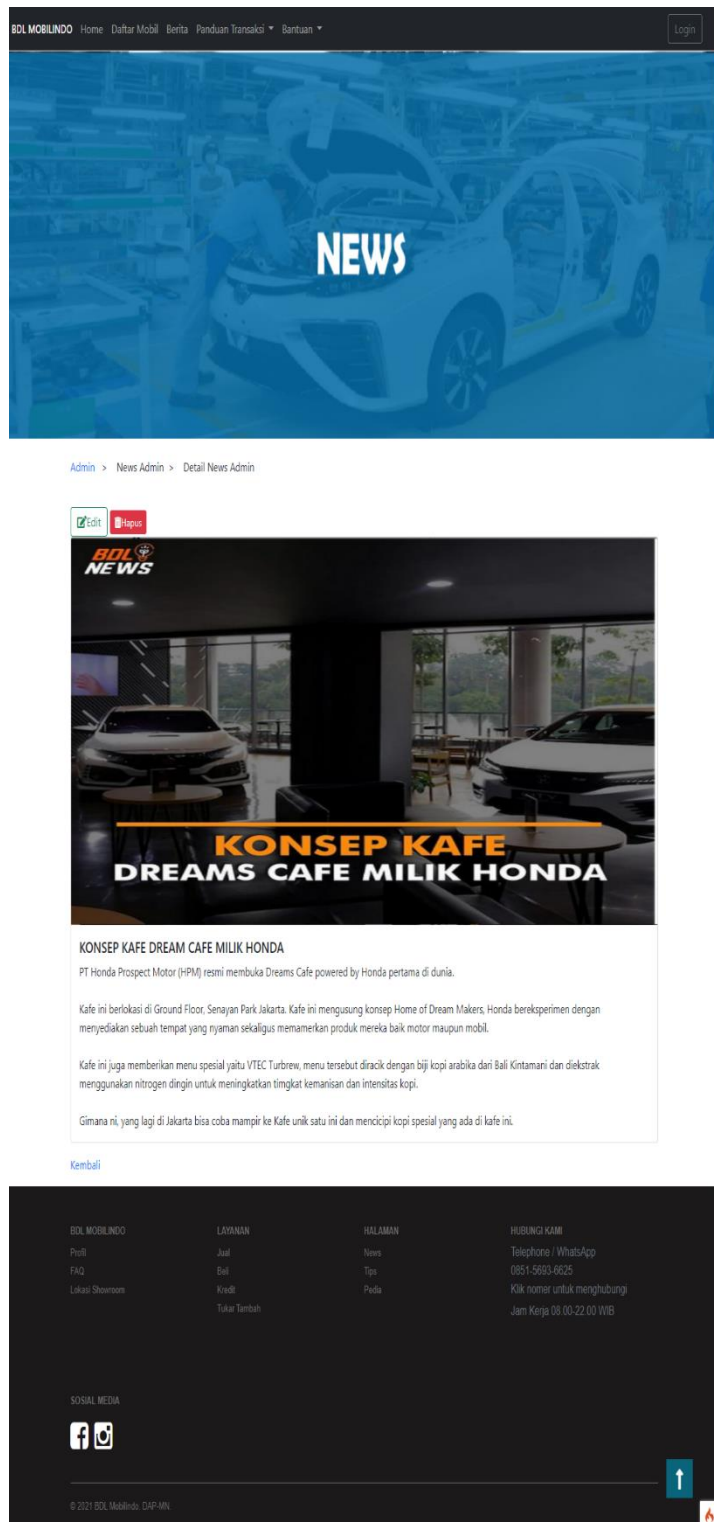 BDL MOBILINDO Home Daftar Mobil Berita Panduan Transaksi Bantuan Login
NEWS
Admin > News Admin > Detail News Admin
Edit Hapus
BDL
NEWS
KONSEP KAFE
DREAMS CAFE MILIK HONDA
KONSEP KAFE DREAM CAFE MILIK HONDA
PT Honda Prospect Motor (HPM) resmi membuka Dreams Cafe powered by Honda pertama di dunia.
Kafe ini berlokasi di Ground Floor, Senayan Park Jakarta. Kafe ini mengusung konsep Home of Dream Makers, Honda bereksperimen dengan
menyediakan sebuah tempat yang nyaman sekaligus memamerkan produk mereka baik motor maupun mobil.
Kafe ini juga memberikan menu spesial yaitu VTEC Turbrew, menu tersebut diracik dengan biji kopi arabika dari Bali Kintamani dan diekstrak
menggunakan nitrogen dingin untuk meningkatkan timgkat kemanisan dan intensitas kopi.
Gimana ni, yang lagi di Jakarta bisa coba mampir ke Kafe unik satu ini dan mencicipi kopi spesial yang ada di kafe ini.
Kembali
BDL MOBILINDO
Profil
FAQ
Lokasi Showroom
LAYANAN
Jual
Beli
Kredit
Tukar Tambah
HALAMAN
News
Tips
Pedia
HUBUNGI KAMI
Telephone / WhatsApp
0851-5693-6625
Klik nomer untuk menghubungi
Jam Kerja 08.00-22.00 WIB
SOSIAL MEDIA
© 2021 BDL Mobilindo. DAP-MN.